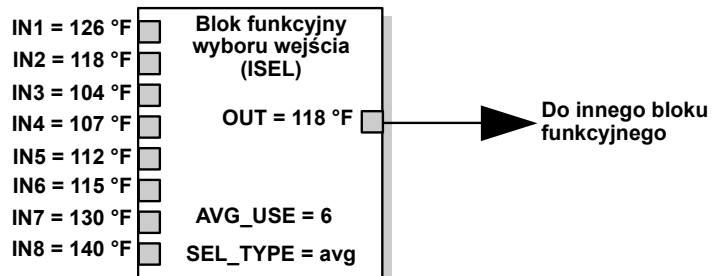 IN1 = 126 °F
IN2 = 118 °F
IN3 = 104 °F
IN4 = 107 °F
IN5 = 112 °F
IN6 = 115 °F
IN7 = 130 °F
IN8 = 140 °F
Blok funkcyjny
wyboru wejścia
(ISEL)
OUT = 118 °F
AVG_USE = 6
SEL_TYPE = avg
Do innego bloku
funkcyjnego